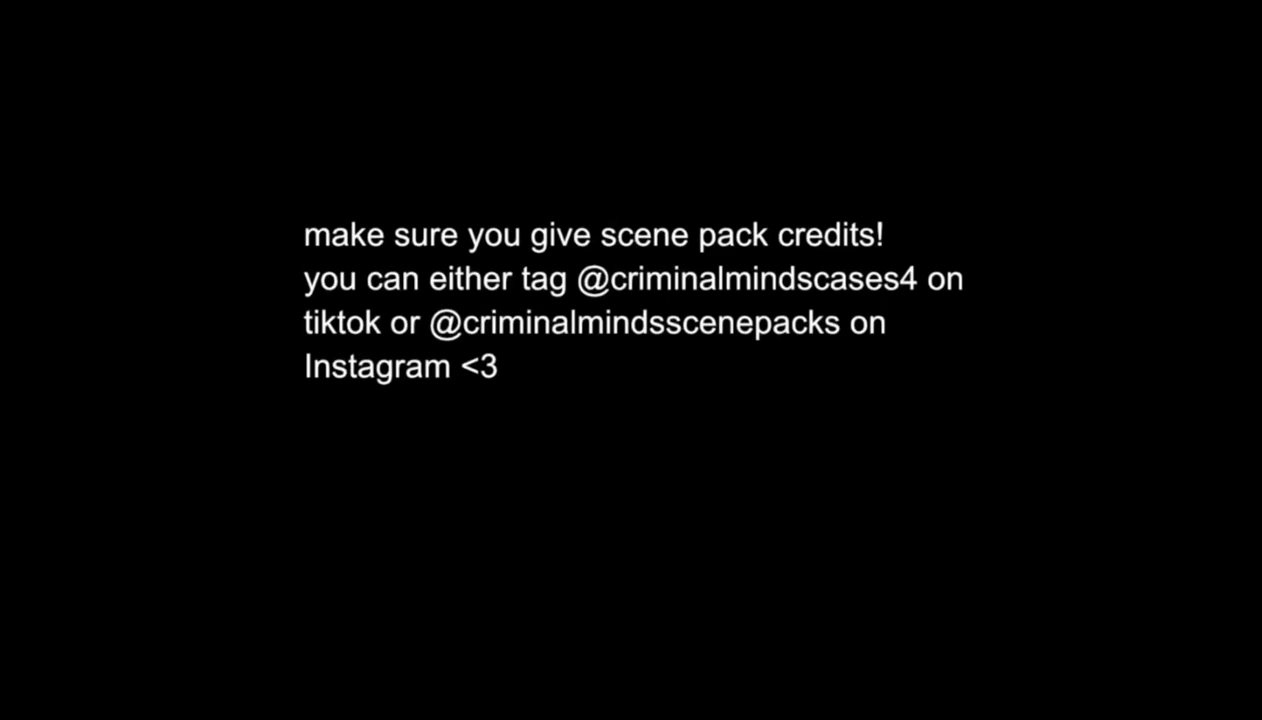 make sure you give scene pack credits!
you can either tag @criminalmindscases4 on
tiktok or @criminalmindsscenepacks on
Instagram <3